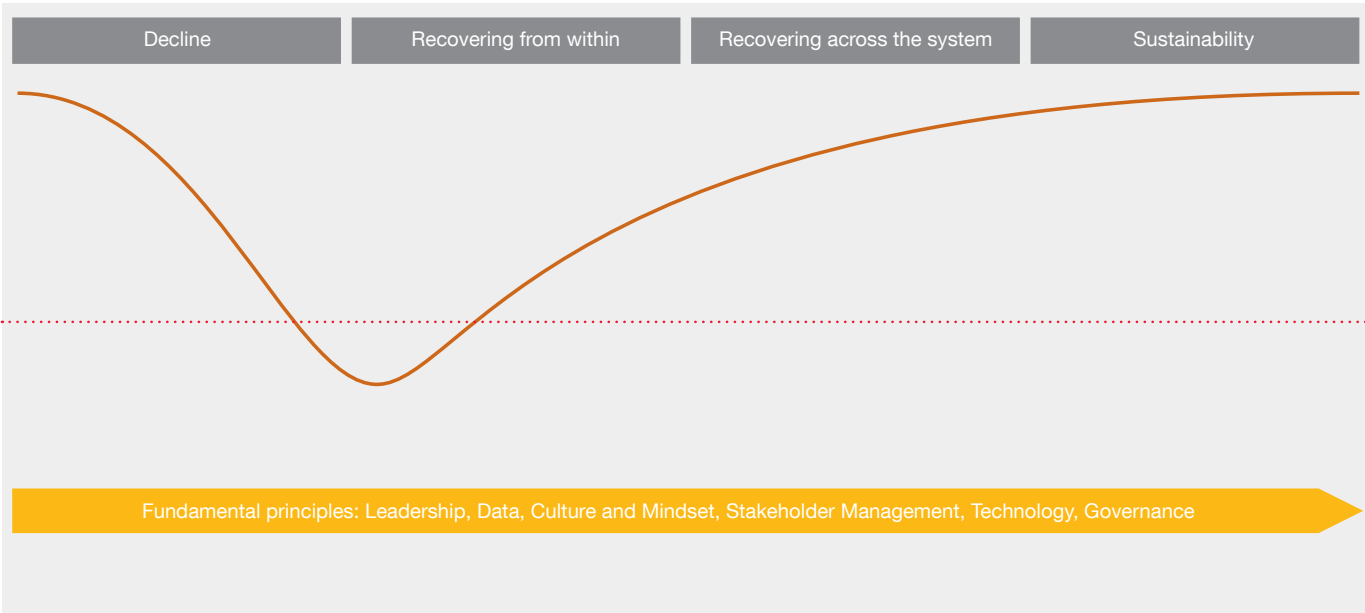 Decline
Recovering from within
Recovering across the system
Sustainability
Fundamental principles: Leadership, Data, Culture and Mindset, Stakeholder Management, Technology, Governance